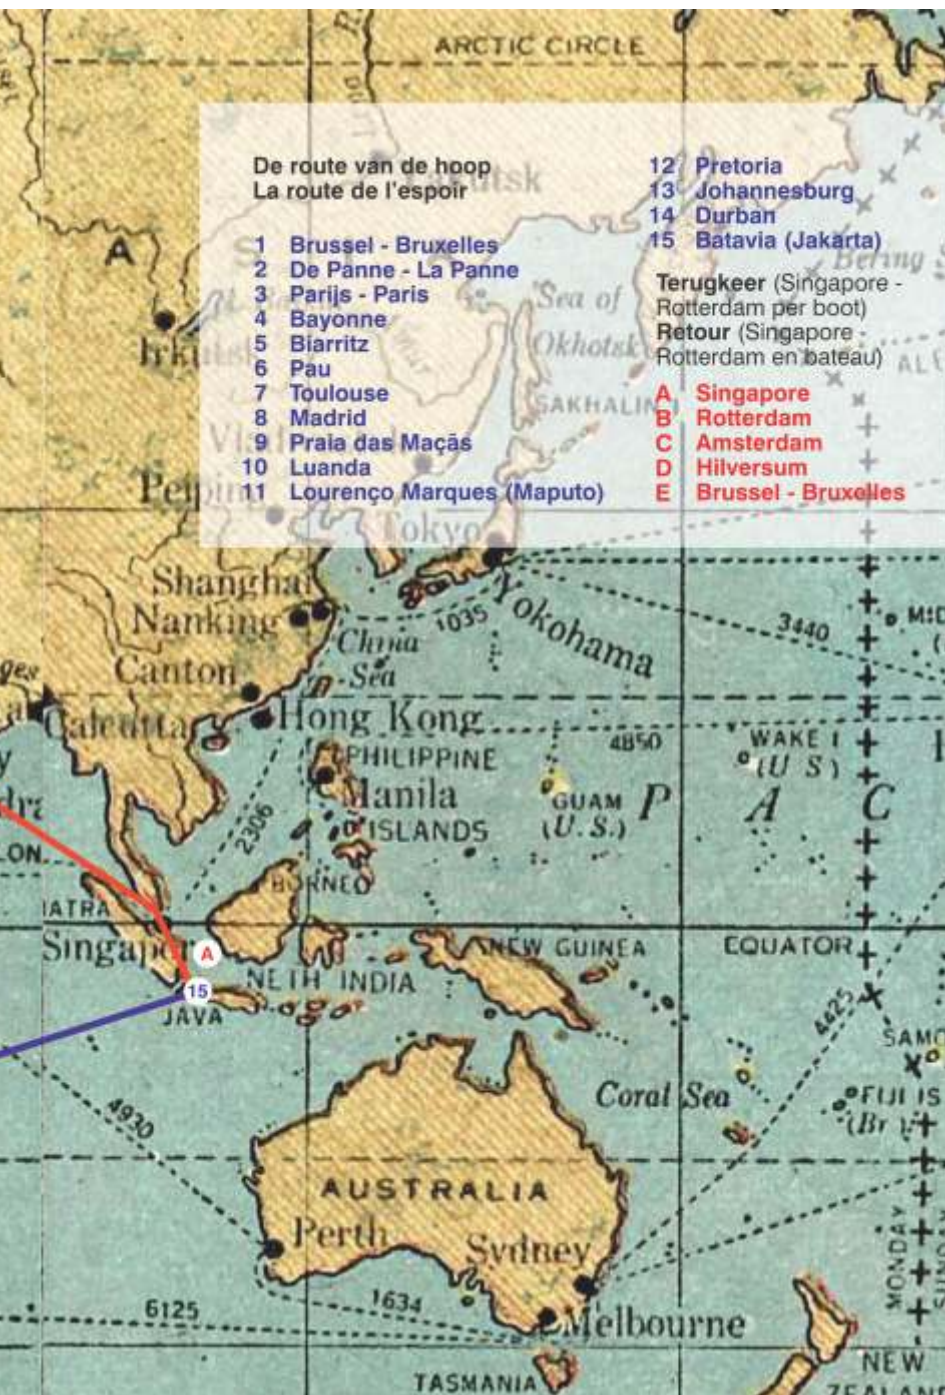 ARCTIC CIRCLE
De route van de hoop
La route de l'espoir
1 Brussel - Bruxelles
2 De Panne - La Panne
3 Parijs - Paris
4 Bayonne
5 Biarritz
6 Pau
7 Toulouse
8 Madrid
9 Praia das Maçãs
10 Luanda
11 Lourenço Marques (Maputo)
12 Pretoria
13 Johannesburg
14 Durban
15 Batavia (Jakarta)
Terugkeer (Singapore -
Rotterdam per boot)
Retour (Singapore -
Rotterdam en bateau)
A Singapore
B Rotterdam
C Amsterdam
D Hilversum
E Brussel - Bruxelles
A
S
Bering
Sea of
Okhotsk
Irkutsk
SAKHALIN I
Tokyo
Shanghai
Nanking
China
Sea
1035
Yokohama
3440
Canton
Calcutta
Hong Kong
4850
WAKE I
(U S)
PHILIPPINE
Manila
ISLANDS
GUAM
(U.S.)
P A C
2306
LON
BORNEO
IATRA
Singapor
A
NEW GUINEA
EQUATOR
15
NETH INDIA
JAVA
4425
SAMO
Coral Sea
FIJI IS
(Br)
4930
AUSTRALIA
Perth
Sydney
MONDAY
6125
1634
Melbourne
TASMANIA
NEW